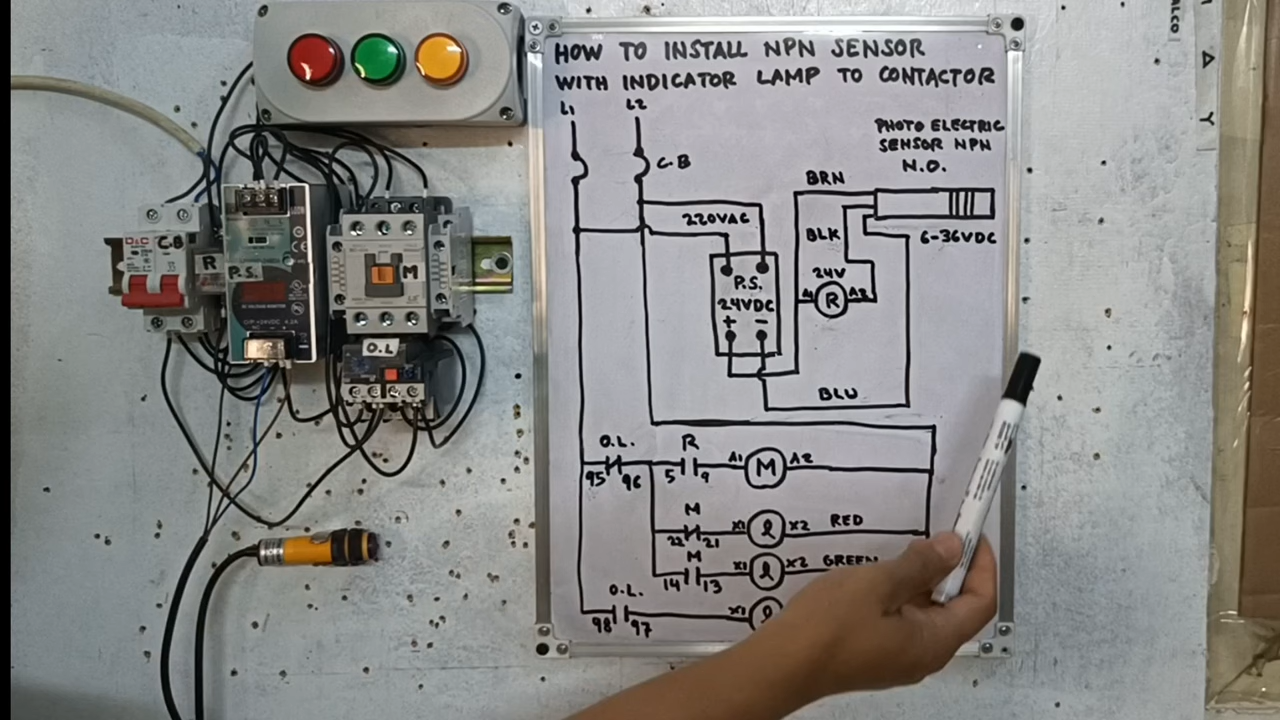 HOW TO INSTALL NPN SENSOR
WITH INDICATOR LAMP TO CONTACTOR
L1 L2
C.B
PHOTO ELECTRIC
SENSOR NPN
N.O.
BRN
220VAC
BLK
6-36VDC
24V
P.S.
24VDC
A1 R A2
+ −
BLU
O.L. R
95 96 5 9 A1 M A2
M
22 21 X1 l X2 RED
M
14 13 X1 l X2 GREEN
O.L.
98 97 X1 l
D&C C.B
R
P.S.
M
O.L
ALCO
Δ
Y